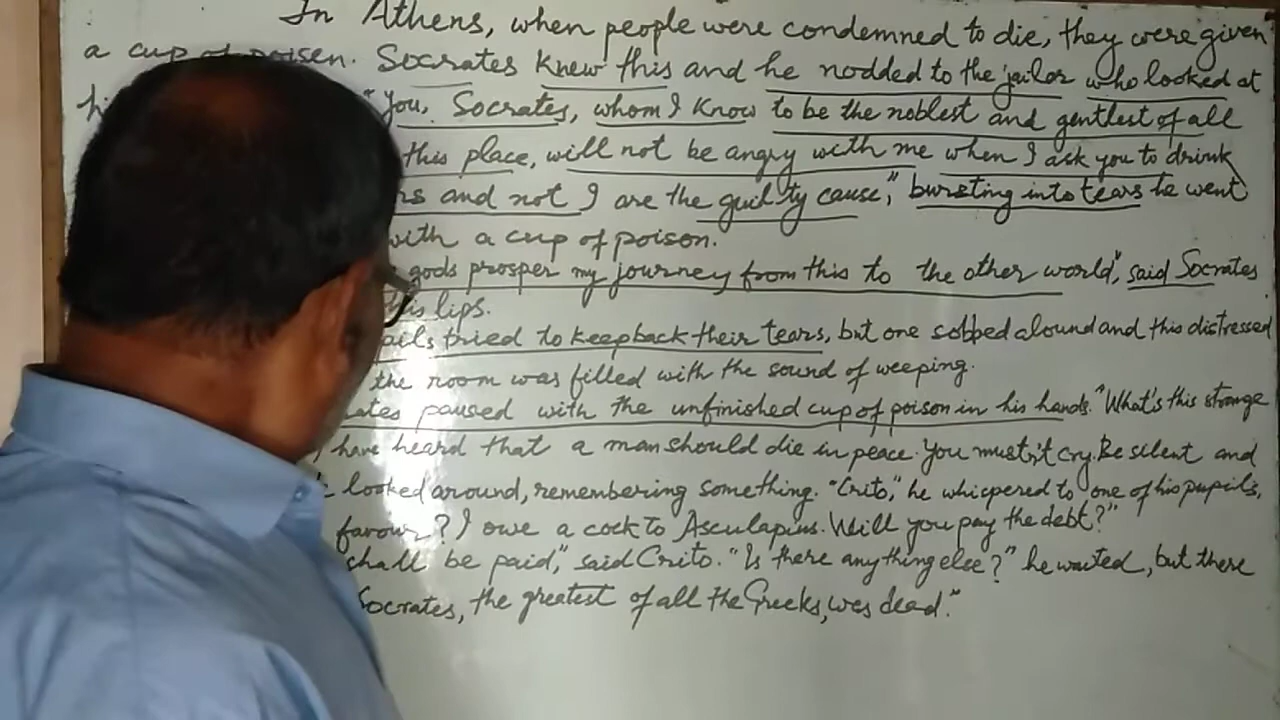 In Athens, when people were condemned to die, they were given
a cup of poisen. Socrates knew this and he nodded to the jailor who looked at
"You, Socrates, whom I know to be the noblest and gentlest of all
this place, will not be angry with me when I ask you to drink
and not I are the guilty cause," bursting into tears he went
with a cup of poison.
gods prosper my journey from this to the other world", said Socrates
his lips.
tried to keep back their tears, but one sobbed alound and this distressed
the room was filled with the sound of weeping.
paused with the unfinished cup of poison in his hands. "What's this strange
have heard that a man should die in peace. You mustn't cry. Be silent and
looked around, remembering something. "Crito," he whispered to one of his pupils,
favour? I owe a cock to Asculapius. Will you pay the debt?"
shall be paid", said Crito. "Is there anything else?" he waited, but there
Socrates, the greatest of all the Greeks, was dead."